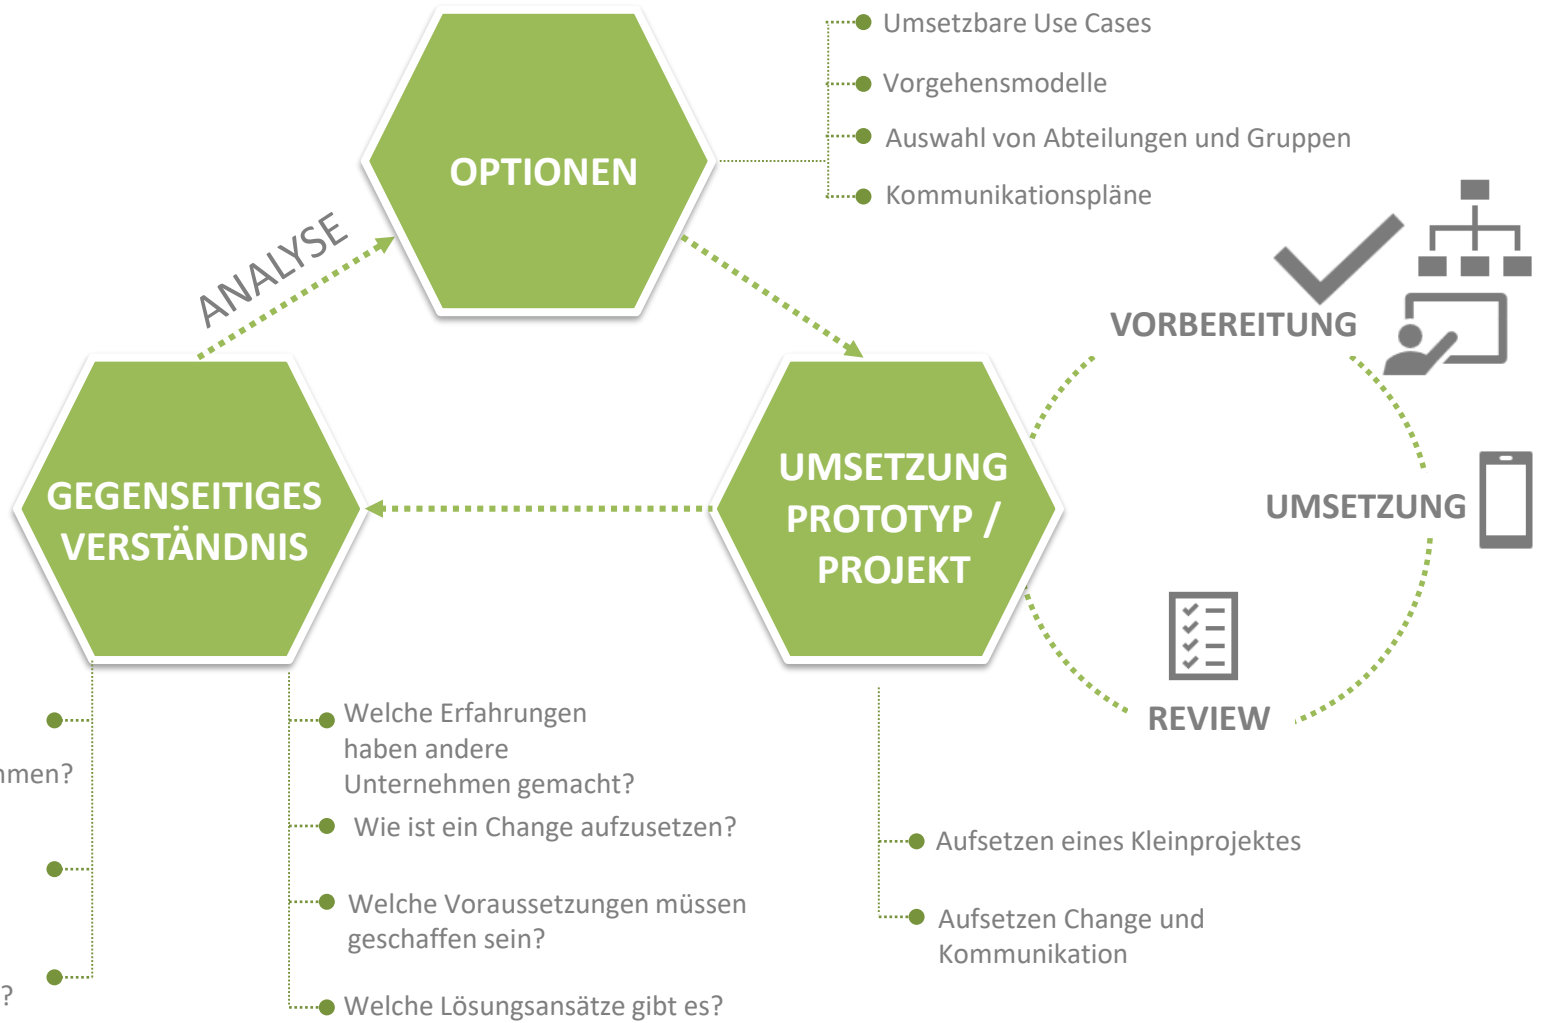 Umsetzbare Use Cases
Vorgehensmodelle
Auswahl von Abteilungen und Gruppen
Kommunikationspläne
OPTIONEN
ANALYSE
VORBEREITUNG
UMSETZUNG
REVIEW
GEGENSEITIGES
VERSTÄNDNIS
UMSETZUNG
PROTOTYP /
PROJEKT
?
Welche Erfahrungen
haben andere
Unternehmen gemacht?
Wie ist ein Change aufzusetzen?
Welche Voraussetzungen müssen
geschaffen sein?
Welche Lösungsansätze gibt es?
Aufsetzen eines Kleinprojektes
Aufsetzen Change und
Kommunikation